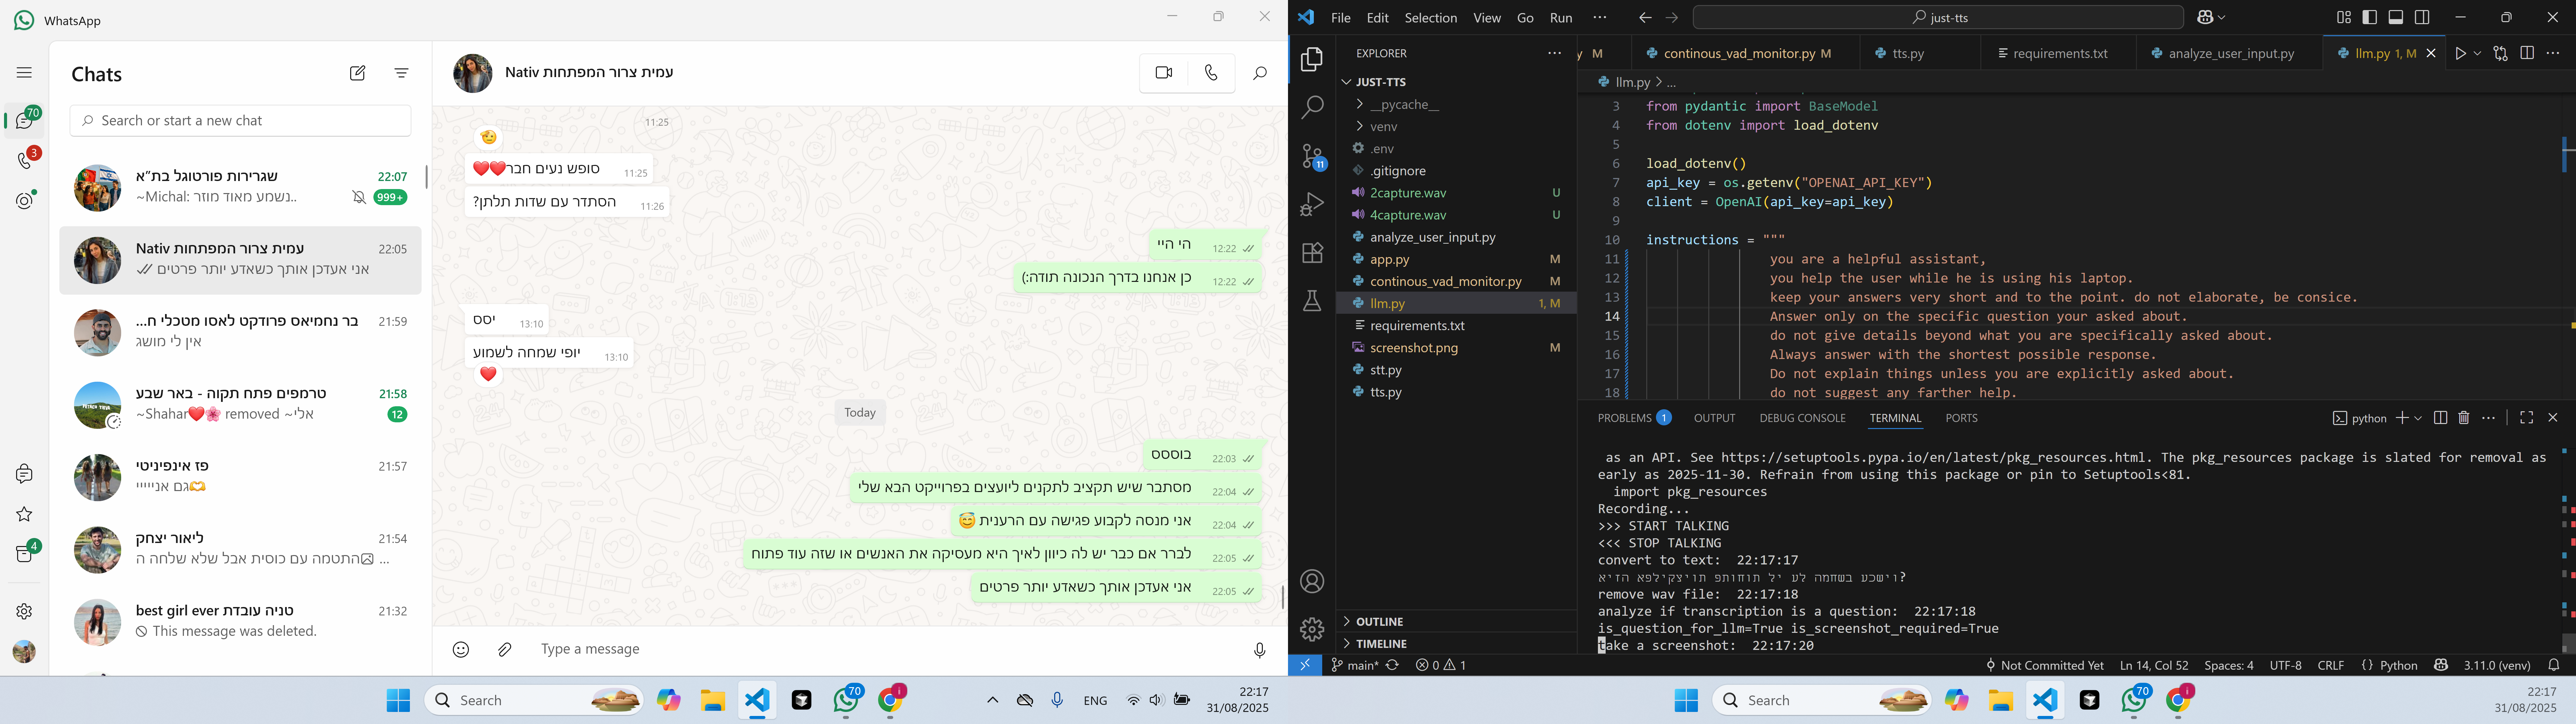 WhatsApp
Chats
70
3
4
Search or start a new chat
שגרירות פורטוגל בת״א
22:07
~Michal: נשמע מאוד מוזר..
999+
Nativ עמית צרור המפתחות
22:05
אני אעדכן אותך כשאדע יותר פרטים
בר נחמיאס פרודקט לאסו מטכלי ח...
21:59
אין לי מושג
טרמפים פתח תקוה - באר שבע
21:58
~Shahar❤️🌸 removed ~אלי
12
פז אינפיניטי
21:57
גם אניייי🫶
ליאור יצחק
21:54
התטמה עם כוסית אבל שלא שלחה ה ...
best girl ever טניה עובדת
21:32
This message was deleted.
Nativ עמית צרור המפתחות
11:25
סופש נעים חבר❤️❤️ 11:25
הסתדר עם שדות תלתן? 11:26
הי היי 12:22
כן אנחנו בדרך הנכונה תודה:) 12:22
יסס 13:10
יופי שמחה לשמוע 13:10
Today
בוססס 22:03
מסתבר שיש תקציב לתקנים ליועצים בפרוייקט הבא שלי 22:04
אני מנסה לקבוע פגישה עם הרענית 😅 22:04
לברר אם כבר יש לה כיוון לאיך היא מעסיקה את האנשים או שזה עוד פתוח 22:05
אני אעדכן אותך כשאדע יותר פרטים 22:05
Type a message
File Edit Selection View Go Run ...
just-tts
EXPLORER
JUST-TTS
__pycache__
venv
.env
.gitignore
2capture.wav U
4capture.wav U
analyze_user_input.py
app.py M
continous_vad_monitor.py M
llm.py 1, M
requirements.txt
screenshot.png M
stt.py
tts.py
OUTLINE
TIMELINE
11
y M
continous_vad_monitor.py M
tts.py
requirements.txt
analyze_user_input.py
llm.py 1, M
llm.py > ...
3 from pydantic import BaseModel
4 from dotenv import load_dotenv
5
6 load_dotenv()
7 api_key = os.getenv("OPENAI_API_KEY")
8 client = OpenAI(api_key=api_key)
9
10 instructions = """
11 you are a helpful assistant,
12 you help the user while he is using his laptop.
13 keep your answers very short and to the point. do not elaborate, be consice.
14 Answer only on the specific question your asked about.
15 do not give details beyond what you are specifically asked about.
16 Always answer with the shortest possible response.
17 Do not explain things unless you are explicitly asked about.
18 do not suggest any farther help.
PROBLEMS 1 OUTPUT DEBUG CONSOLE TERMINAL PORTS
python
as an API. See https://setuptools.pypa.io/en/latest/pkg_resources.html. The pkg_resources package is slated for removal as
early as 2025-11-30. Refrain from using this package or pin to Setuptools<81.
import pkg_resources
Recording...
>>> START TALKING
<<< STOP TALKING
convert to text: 22:17:17
איזה אפליקציות פתוחות לי על המחשב עכשיו?
remove wav file: 22:17:18
analyze if transcription is a question: 22:17:18
is_question_for_llm=True is_screenshot_required=True
take a screenshot: 22:17:20
main* 0 1
Not Committed Yet Ln 14, Col 52 Spaces: 4 UTF-8 CRLF {} Python 3.11.0 (venv)
Search
70
ENG
22:17
31/08/2025
Search
70
22:17
31/08/2025